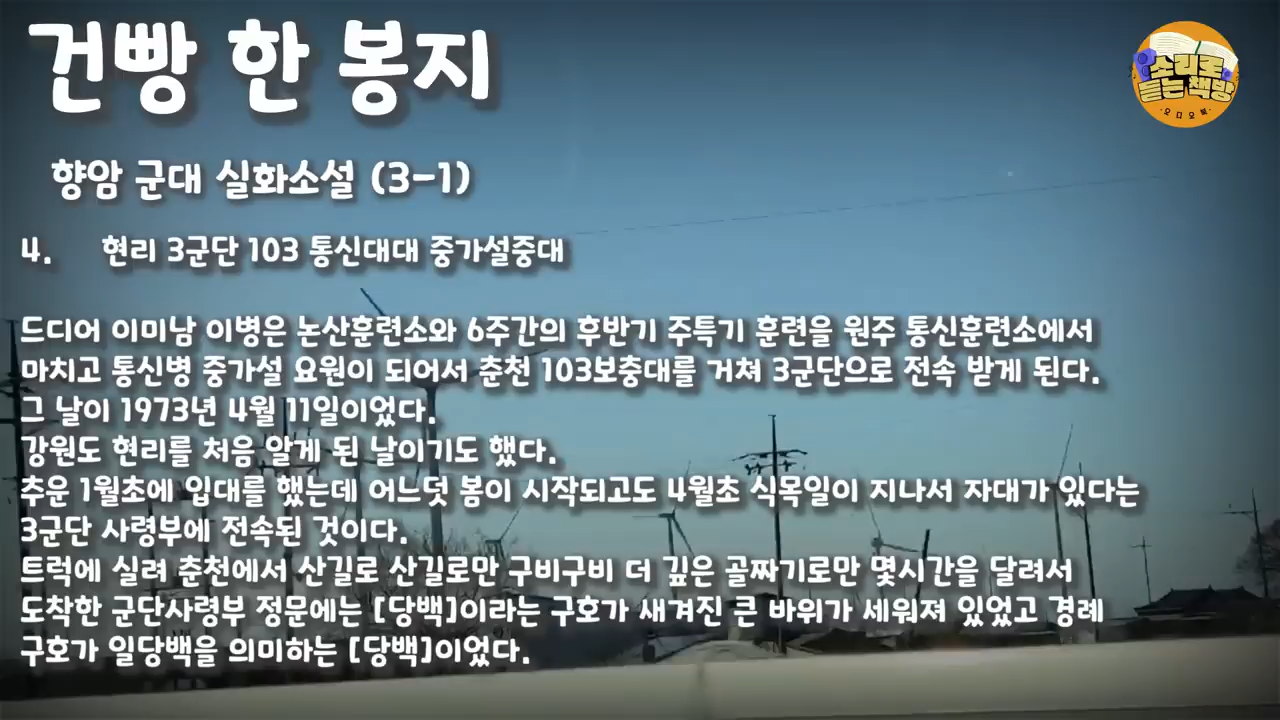 건빵 한 봉지
소리로
듣는 책방
· 오디오북 ·
향암 군대 실화소설 (3-1)
4. 현리 3군단 103 통신대대 중가설중대
드디어 이미남 이병은 논산훈련소와 6주간의 후반기 주특기 훈련을 원주 통신훈련소에서
마치고 통신병 중가설 요원이 되어서 춘천 103보충대를 거쳐 3군단으로 전속 받게 된다.
그 날이 1973년 4월 11일이었다.
강원도 현리를 처음 알게 된 날이기도 했다.
추운 1월초에 입대를 했는데 어느덧 봄이 시작되고도 4월초 식목일이 지나서 자대가 있다는
3군단 사령부에 전속된 것이다.
트럭에 실려 춘천에서 산길로 산길로만 구비구비 더 깊은 골짜기로만 몇시간을 달려서
도착한 군단사령부 정문에는 [당백]이라는 구호가 새겨진 큰 바위가 세워져 있었고 경례
구호가 일당백을 의미하는 [당백]이었다.